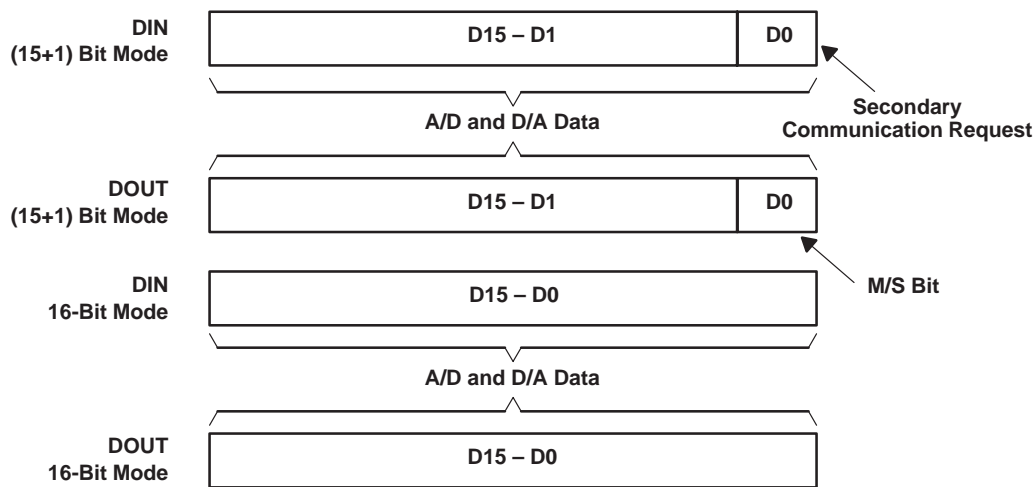 DIN
(15+1) Bit Mode
D15 – D1
D0
Secondary
Communication Request
A/D and D/A Data
DOUT
(15+1) Bit Mode
D15 – D1
D0
M/S Bit
DIN
16-Bit Mode
D15 – D0
A/D and D/A Data
DOUT
16-Bit Mode
D15 – D0